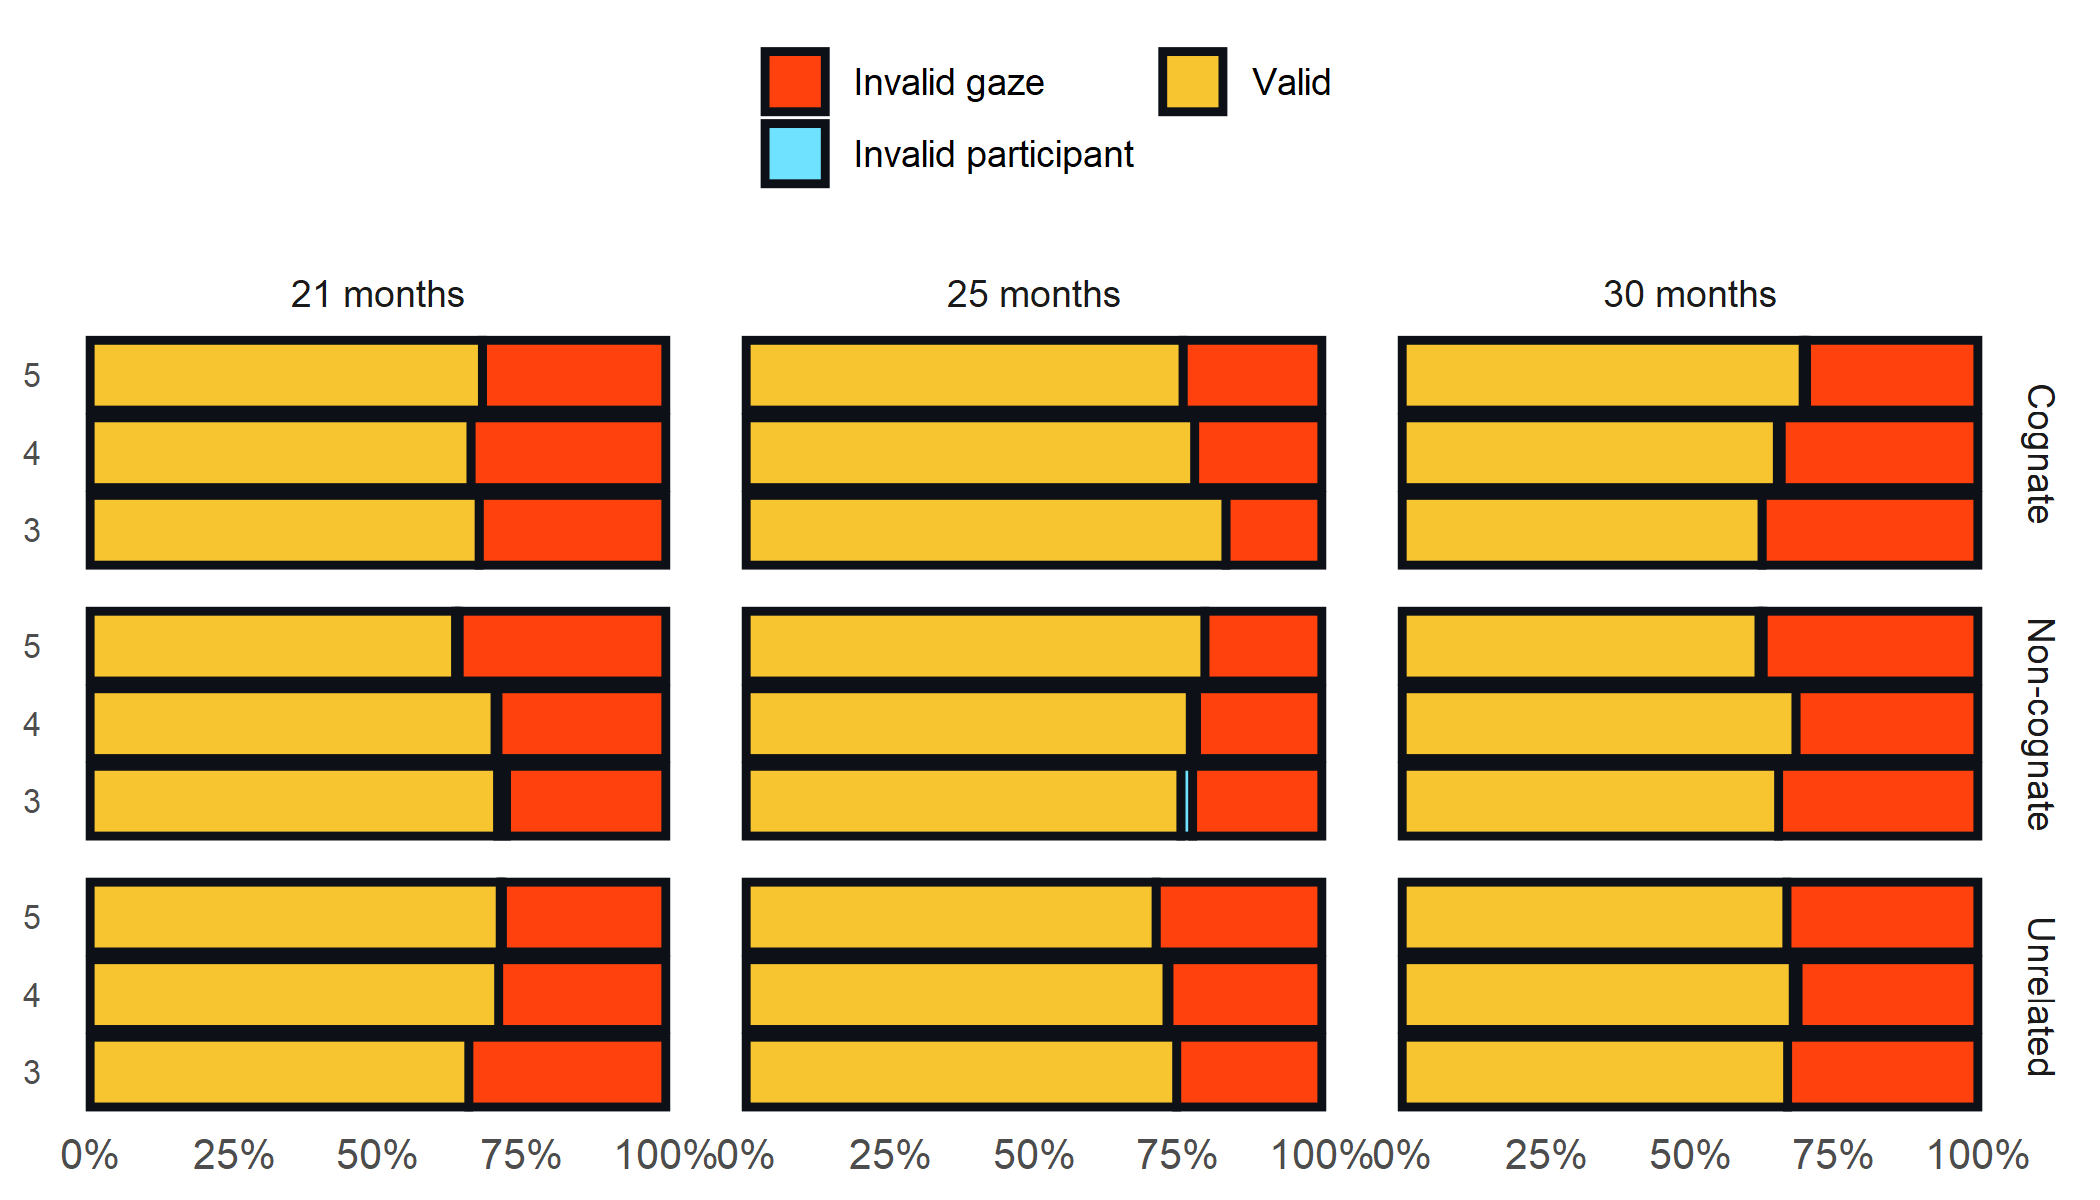 Invalid gaze
Valid
Invalid participant
21 months
25 months
30 months
5
4
3
Cognate
5
4
3
Non-cognate
5
4
3
Unrelated
0% 25% 50% 75% 100% 0% 25% 50% 75% 100% 0% 25% 50% 75% 100%